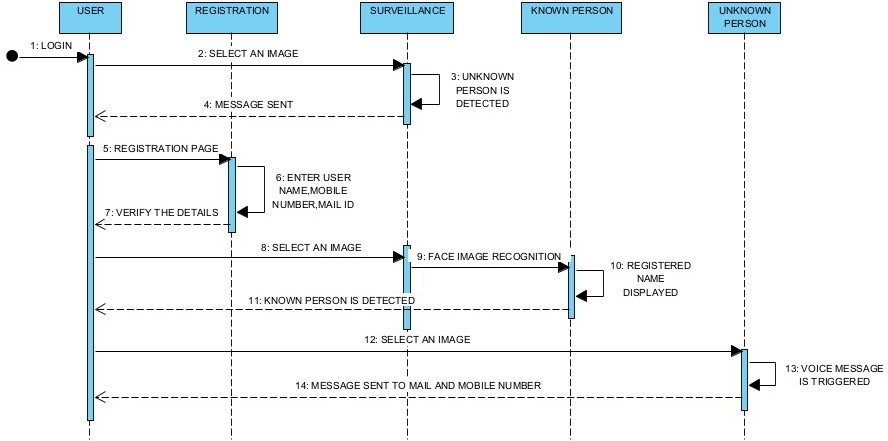 USER
REGISTRATION
SURVEILLANCE
KNOWN PERSON
UNKNOWN
PERSON
1: LOGIN
2: SELECT AN IMAGE
3: UNKNOWN
PERSON IS
DETECTED
4: MESSAGE SENT
5: REGISTRATION PAGE
6: ENTER USER
NAME,MOBILE
NUMBER,MAIL ID
7: VERIFY THE DETAILS
8: SELECT AN IMAGE
9: FACE IMAGE RECOGNITION
10: REGISTERED
NAME
DISPLAYED
11: KNOWN PERSON IS DETECTED
12: SELECT AN IMAGE
13: VOICE MESSAGE
IS TRIGGERED
14: MESSAGE SENT TO MAIL AND MOBILE NUMBER